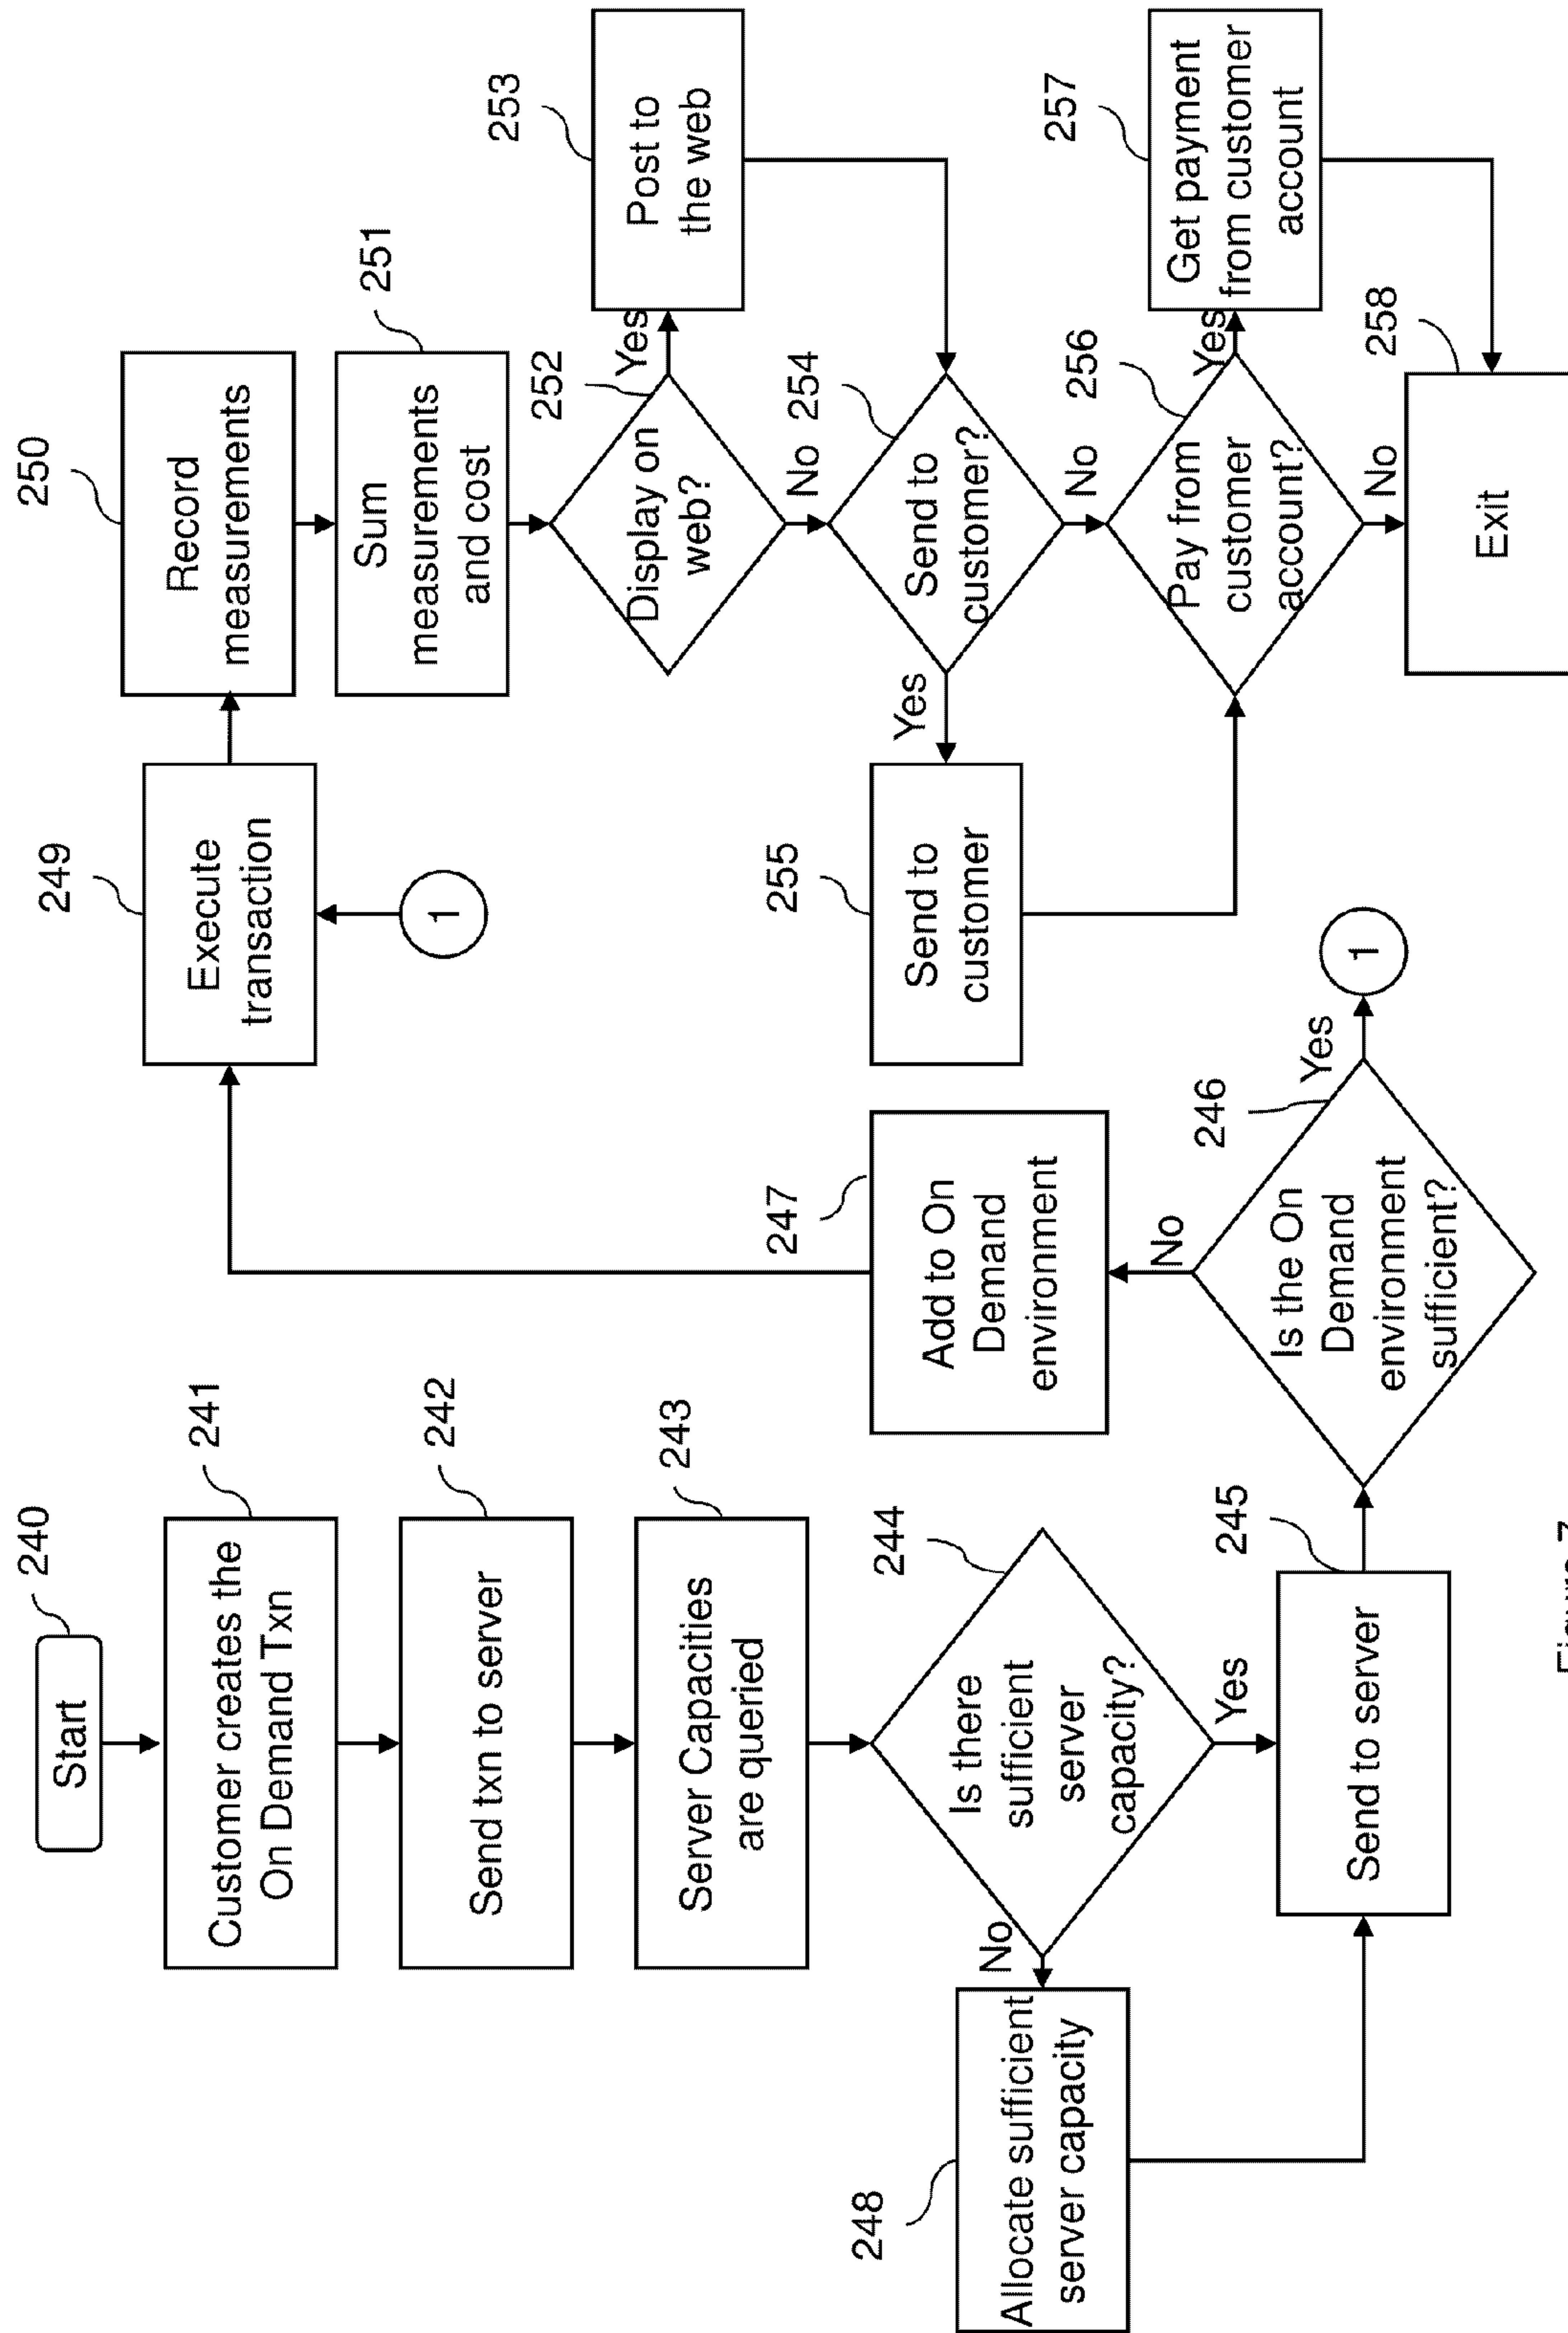 Start
240
Customer creates the
On Demand Txn
241
Send txn to server
242
Server Capacities
are queried
243
Is there
sufficient
server
capacity?
244
No
Yes
Allocate sufficient
server capacity
248
Send to server
245
Is the On
Demand
environment
sufficient?
246
No
Yes
1
Add to On
Demand
environment
247
Execute
transaction
249
1
Record
measurements
250
Sum
measurements
and cost
251
Display on
web?
252
Yes
No
Post to
the web
253
Send to
customer?
254
Yes
No
Send to
customer
255
Pay from
customer
account?
256
Yes
No
Get payment
from customer
account
257
Exit
258
Figure 7